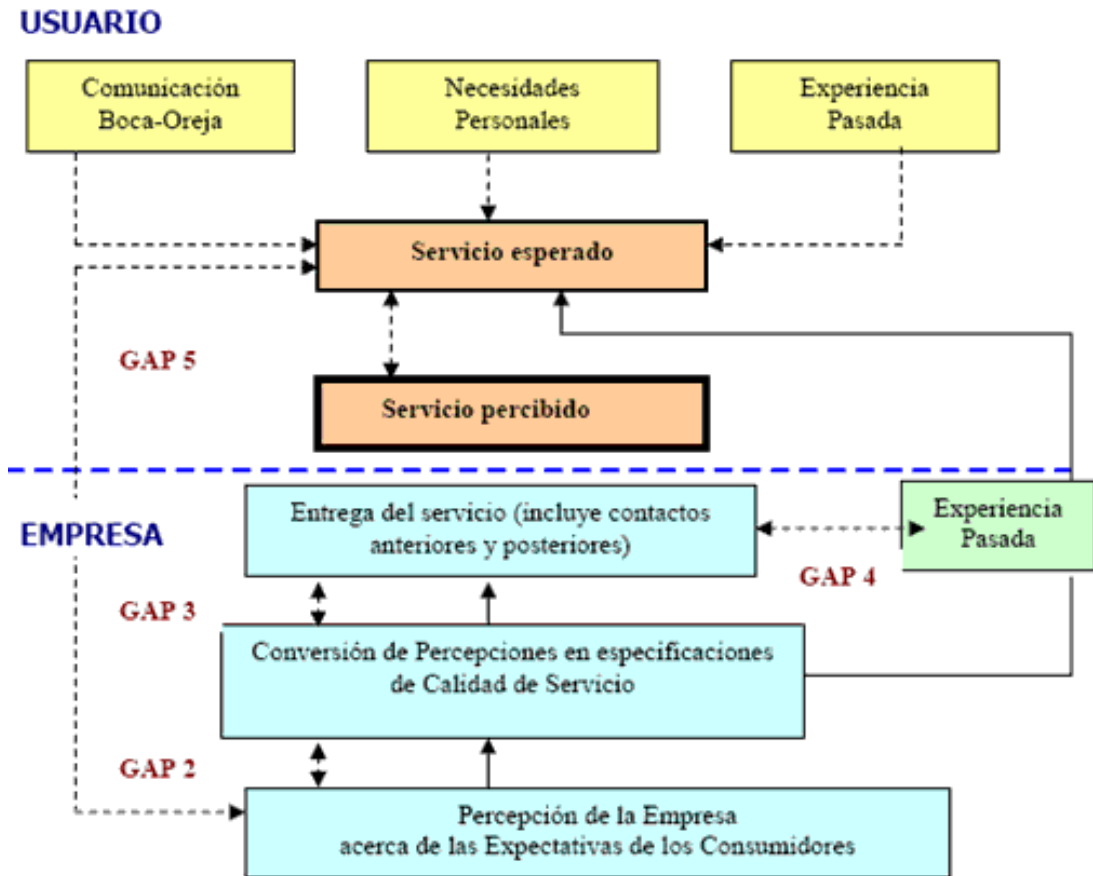 USUARIO
Comunicación
Boca-Oreja
Necesidades
Personales
Experiencia
Pasada
Servicio esperado
GAP 5
Servicio percibido
EMPRESA
Entrega del servicio (incluye contactos
anteriores y posteriores)
Experiencia
Pasada
GAP 4
GAP 3
Conversión de Percepciones en especificaciones
de Calidad de Servicio
GAP 2
Percepción de la Empresa
acerca de las Expectativas de los Consumidores